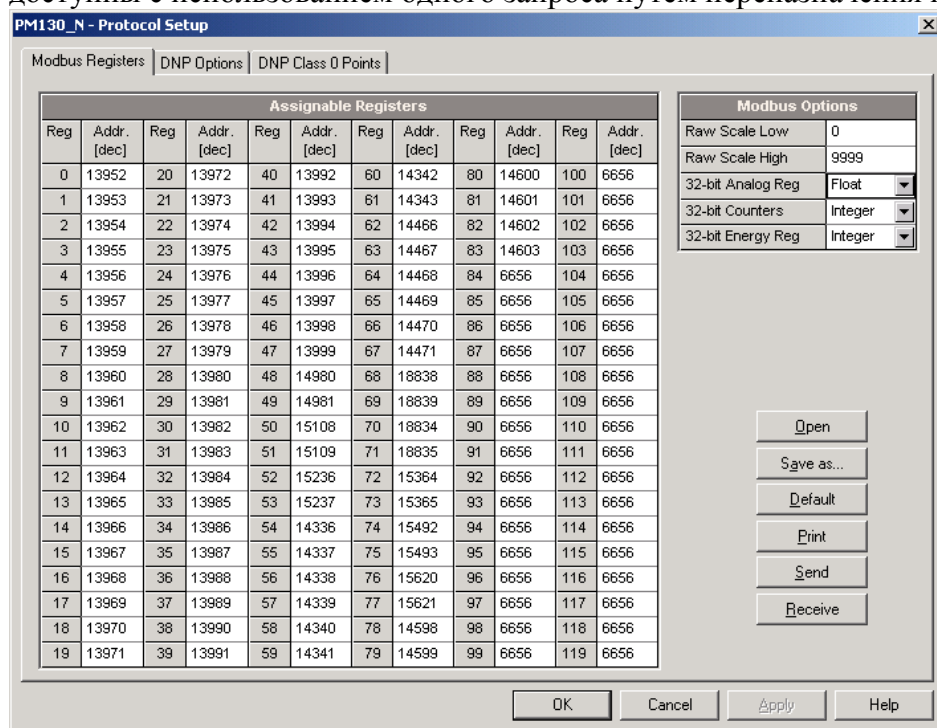 доступны с использованием одного запроса путем переназначения
PM130_N - Protocol Setup
Modbus Registers DNP Options DNP Class 0 Points
Assignable Registers
Reg Addr. [dec] Reg Addr. [dec] Reg Addr. [dec] Reg Addr. [dec] Reg Addr. [dec] Reg Addr. [dec]
0 13952 20 13972 40 13992 60 14342 80 14600 100 6656
1 13953 21 13973 41 13993 61 14343 81 14601 101 6656
2 13954 22 13974 42 13994 62 14466 82 14602 102 6656
3 13955 23 13975 43 13995 63 14467 83 14603 103 6656
4 13956 24 13976 44 13996 64 14468 84 6656 104 6656
5 13957 25 13977 45 13997 65 14469 85 6656 105 6656
6 13958 26 13978 46 13998 66 14470 86 6656 106 6656
7 13959 27 13979 47 13999 67 14471 87 6656 107 6656
8 13960 28 13980 48 14980 68 18838 88 6656 108 6656
9 13961 29 13981 49 14981 69 18839 89 6656 109 6656
10 13962 30 13982 50 15108 70 18834 90 6656 110 6656
11 13963 31 13983 51 15109 71 18835 91 6656 111 6656
12 13964 32 13984 52 15236 72 15364 92 6656 112 6656
13 13965 33 13985 53 15237 73 15365 93 6656 113 6656
14 13966 34 13986 54 14336 74 15492 94 6656 114 6656
15 13967 35 13987 55 14337 75 15493 95 6656 115 6656
16 13968 36 13988 56 14338 76 15620 96 6656 116 6656
17 13969 37 13989 57 14339 77 15621 97 6656 117 6656
18 13970 38 13990 58 14340 78 14598 98 6656 118 6656
19 13971 39 13991 59 14341 79 14599 99 6656 119 6656
Modbus Options
Raw Scale Low 0
Raw Scale High 9999
32-bit Analog Reg Float
32-bit Counters Integer
32-bit Energy Reg Integer
Open
Save as...
Default
Print
Send
Receive
OK Cancel Apply Help